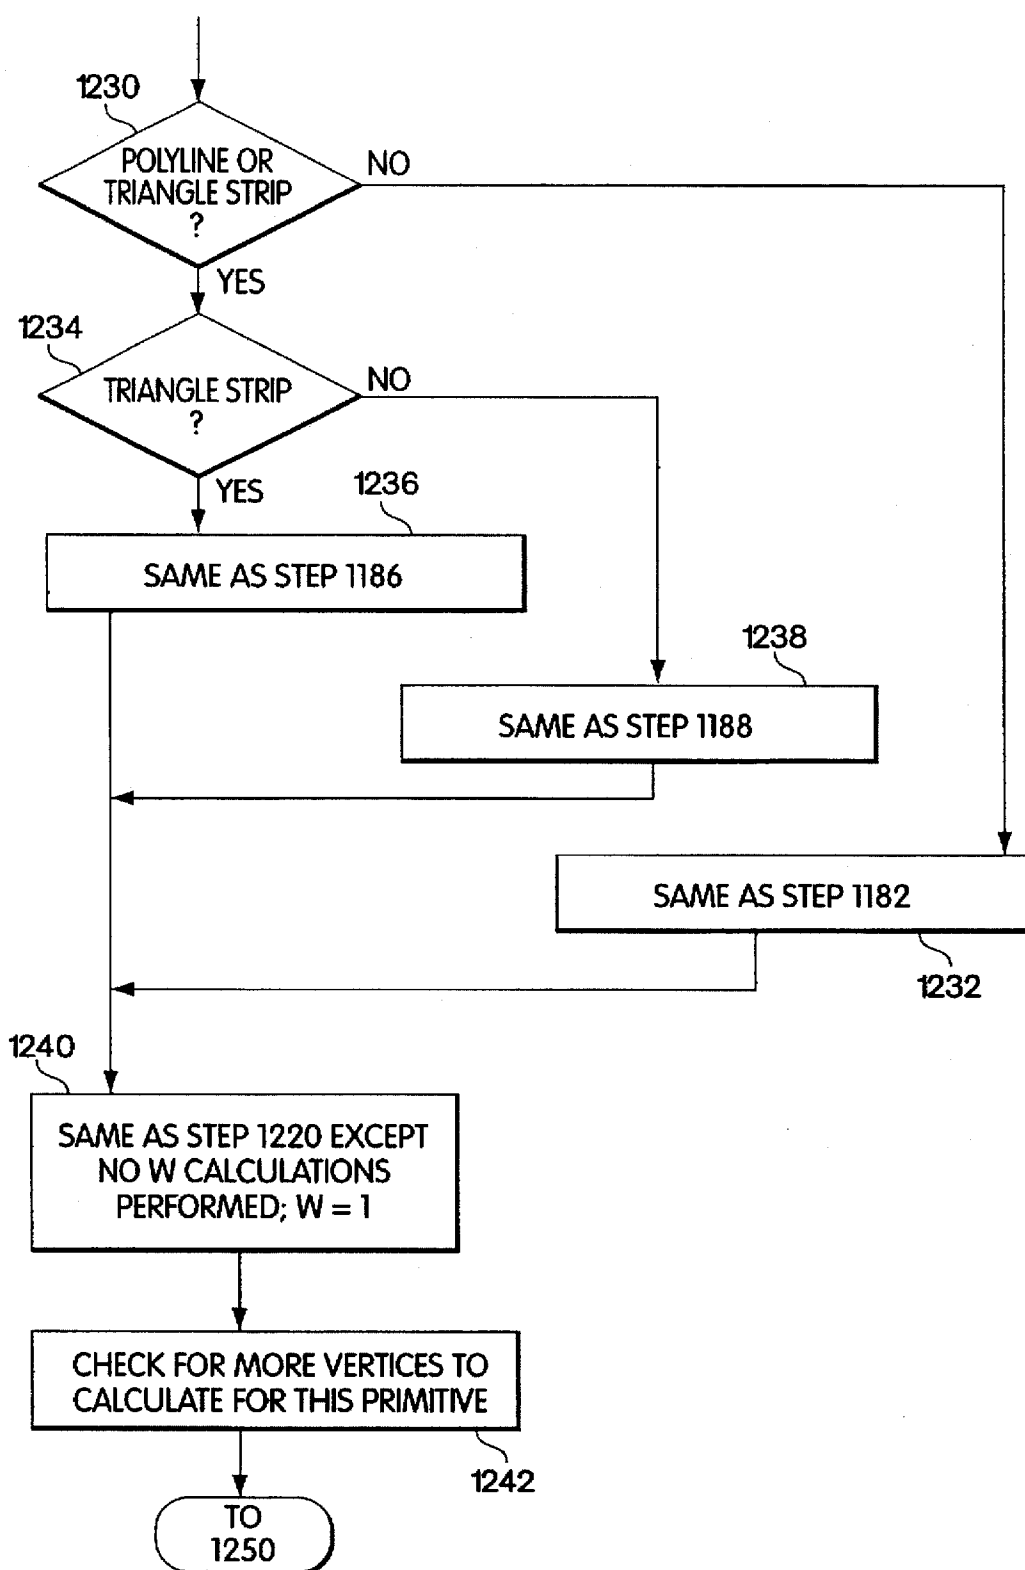 1230
POLYLINE OR
TRIANGLE STRIP
?
NO
YES
1234
TRIANGLE STRIP
?
NO
YES
1236
SAME AS STEP 1186
1238
SAME AS STEP 1188
SAME AS STEP 1182
1232
1240
SAME AS STEP 1220 EXCEPT
NO W CALCULATIONS
PERFORMED; W = 1
CHECK FOR MORE VERTICES TO
CALCULATE FOR THIS PRIMITIVE
1242
TO
1250